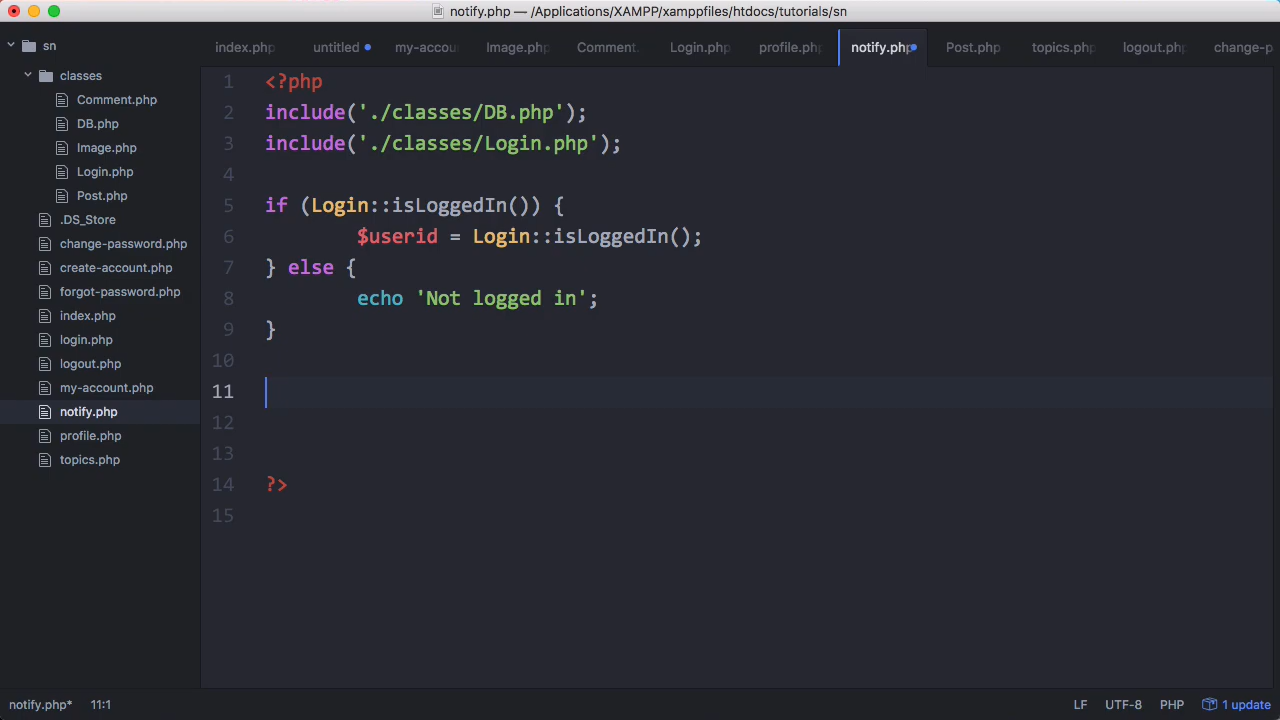 notify.php — /Applications/XAMPP/xamppfiles/htdocs/tutorials/sn
sn
classes
Comment.php
DB.php
Image.php
Login.php
Post.php
.DS_Store
change-password.php
create-account.php
forgot-password.php
index.php
login.php
logout.php
my-account.php
notify.php
profile.php
topics.php
index.php untitled my-accou Image.php Comment. Login.php profile.php notify.php Post.php topics.php logout.php change-p
1 <?php
2 include('./classes/DB.php');
3 include('./classes/Login.php');
4
5 if (Login::isLoggedIn()) {
6 $userid = Login::isLoggedIn();
7 } else {
8 echo 'Not logged in';
9 }
10
11
12
13
14 ?>
15
notify.php* 11:1 LF UTF-8 PHP 1 update